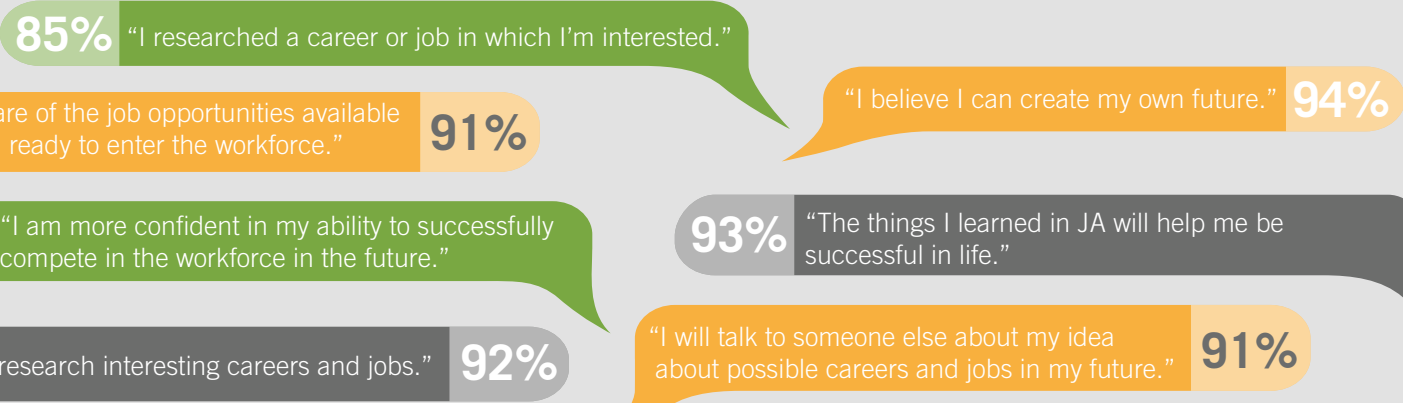 85% “I researched a career or job in which I’m interested.”
“I believe I can create my own future.” 94%
are of the job opportunities available
ready to enter the workforce.” 91%
“I am more confident in my ability to successfully
compete in the workforce in the future.”
93% “The things I learned in JA will help me be
successful in life.”
research interesting careers and jobs.” 92%
“I will talk to someone else about my idea
about possible careers and jobs in my future.” 91%